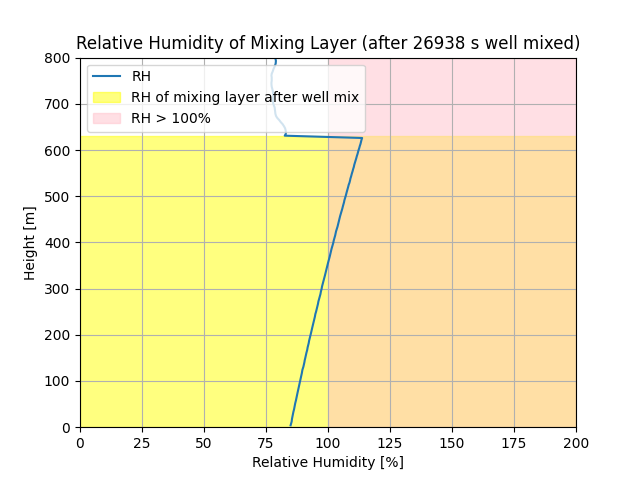 Relative Humidity of Mixing Layer (after 26938 s well mixed)
RH
RH of mixing layer after well mix
RH > 100%
800
700
600
500
400
300
200
100
0
Height [m]
0 25 50 75 100 125 150 175 200
Relative Humidity [%]